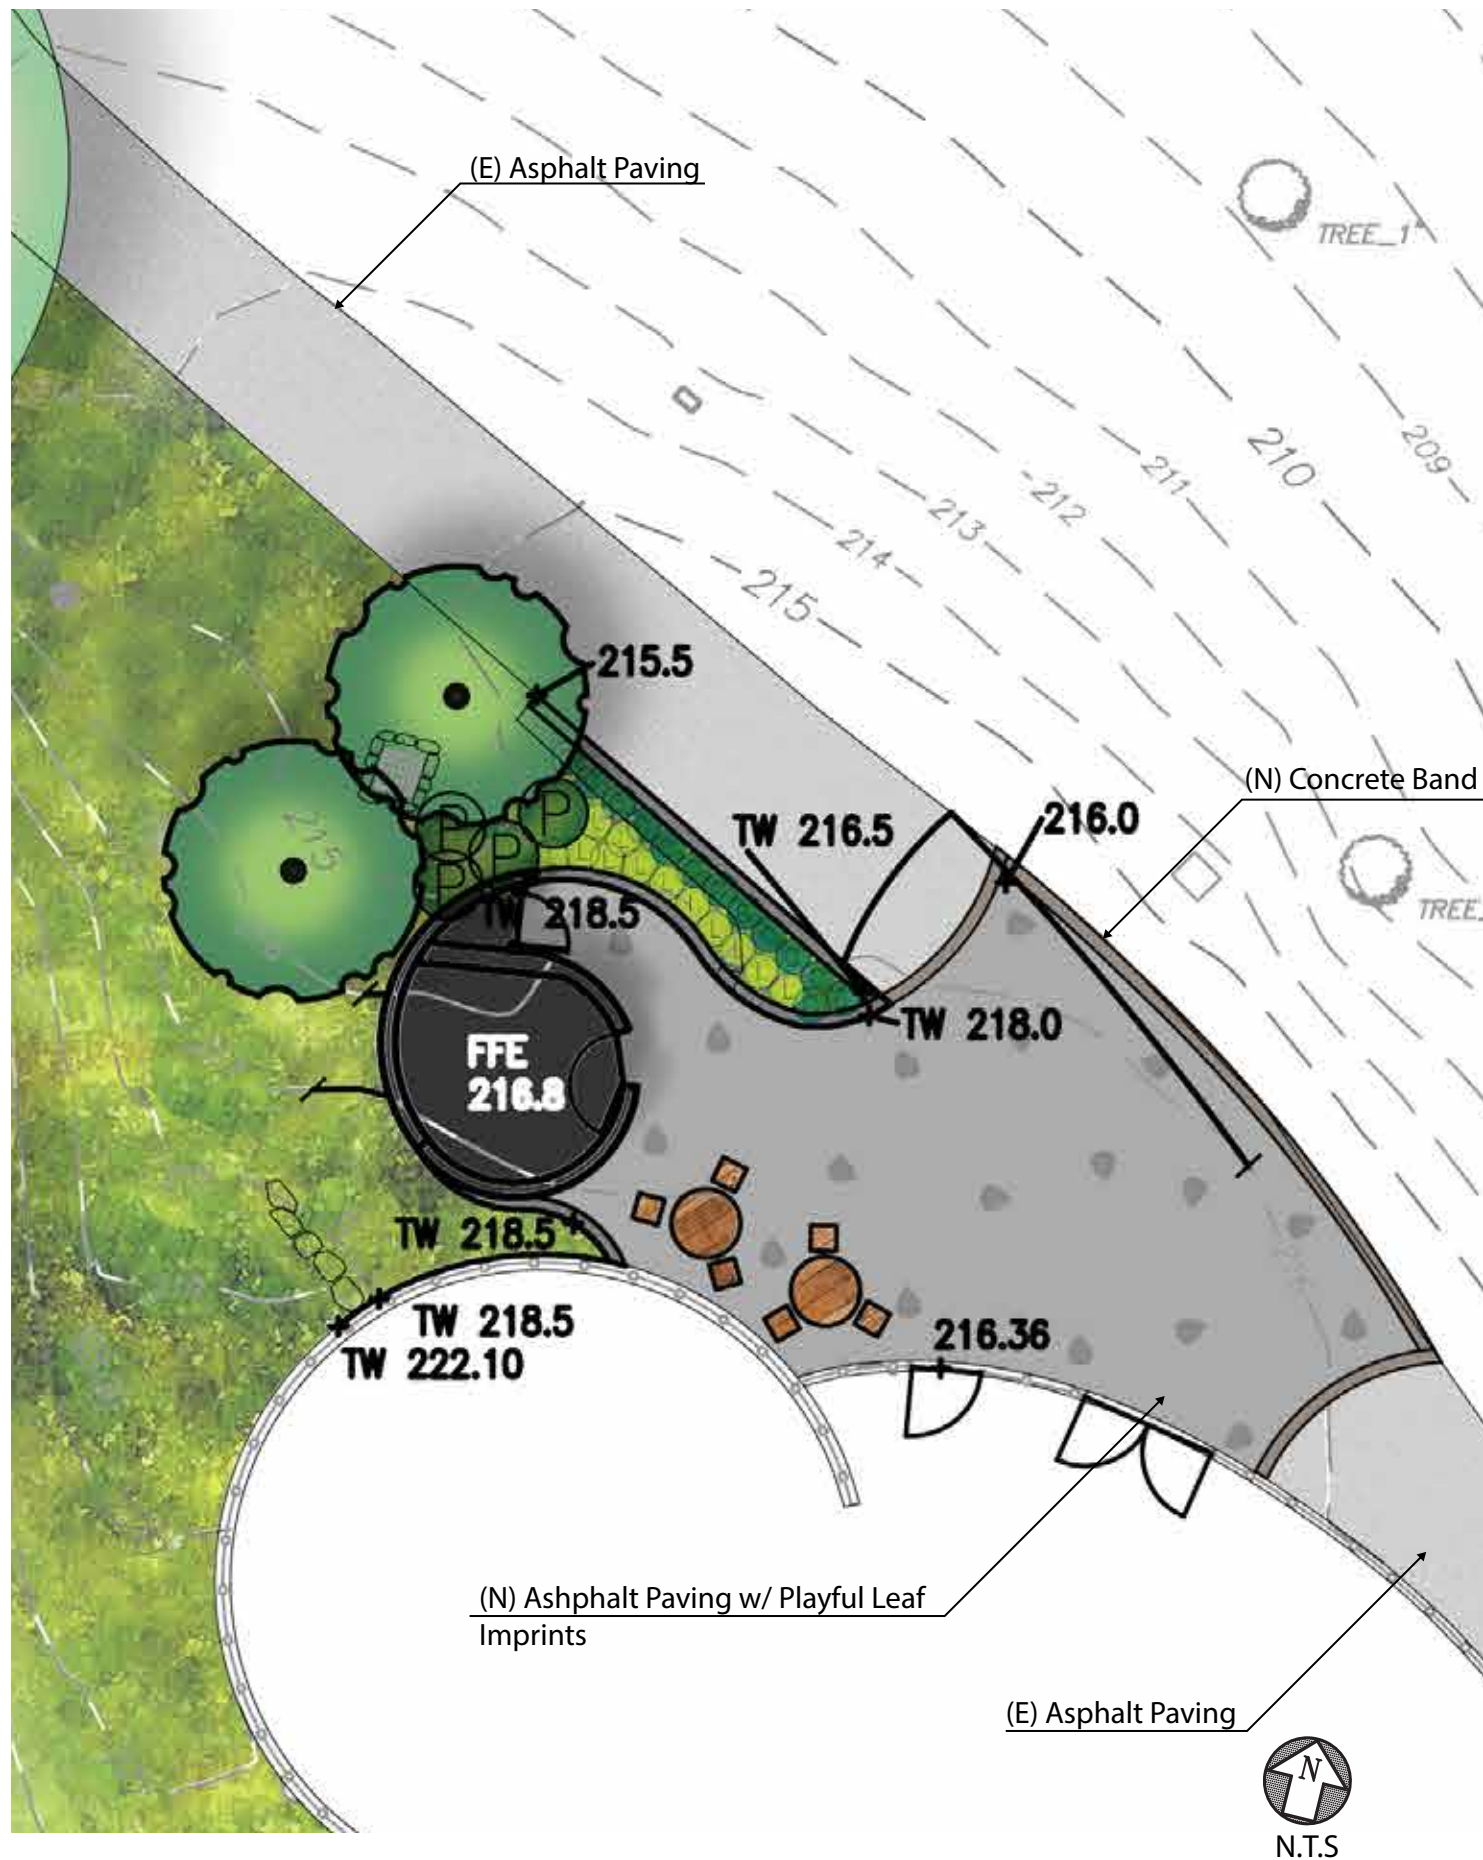 (E) Asphalt Paving
TREE_1"
209
210
211
212
213
214
215
215.5
(N) Concrete Band
216.0
TW 216.5
P
P
P
P
215
TREE_
TW 218.5
TW 218.0
FFE
216.8
TW 218.5
TW 218.5
TW 222.10
216.36
(N) Ashphalt Paving w/ Playful Leaf
Imprints
(E) Asphalt Paving
N
N.T.S